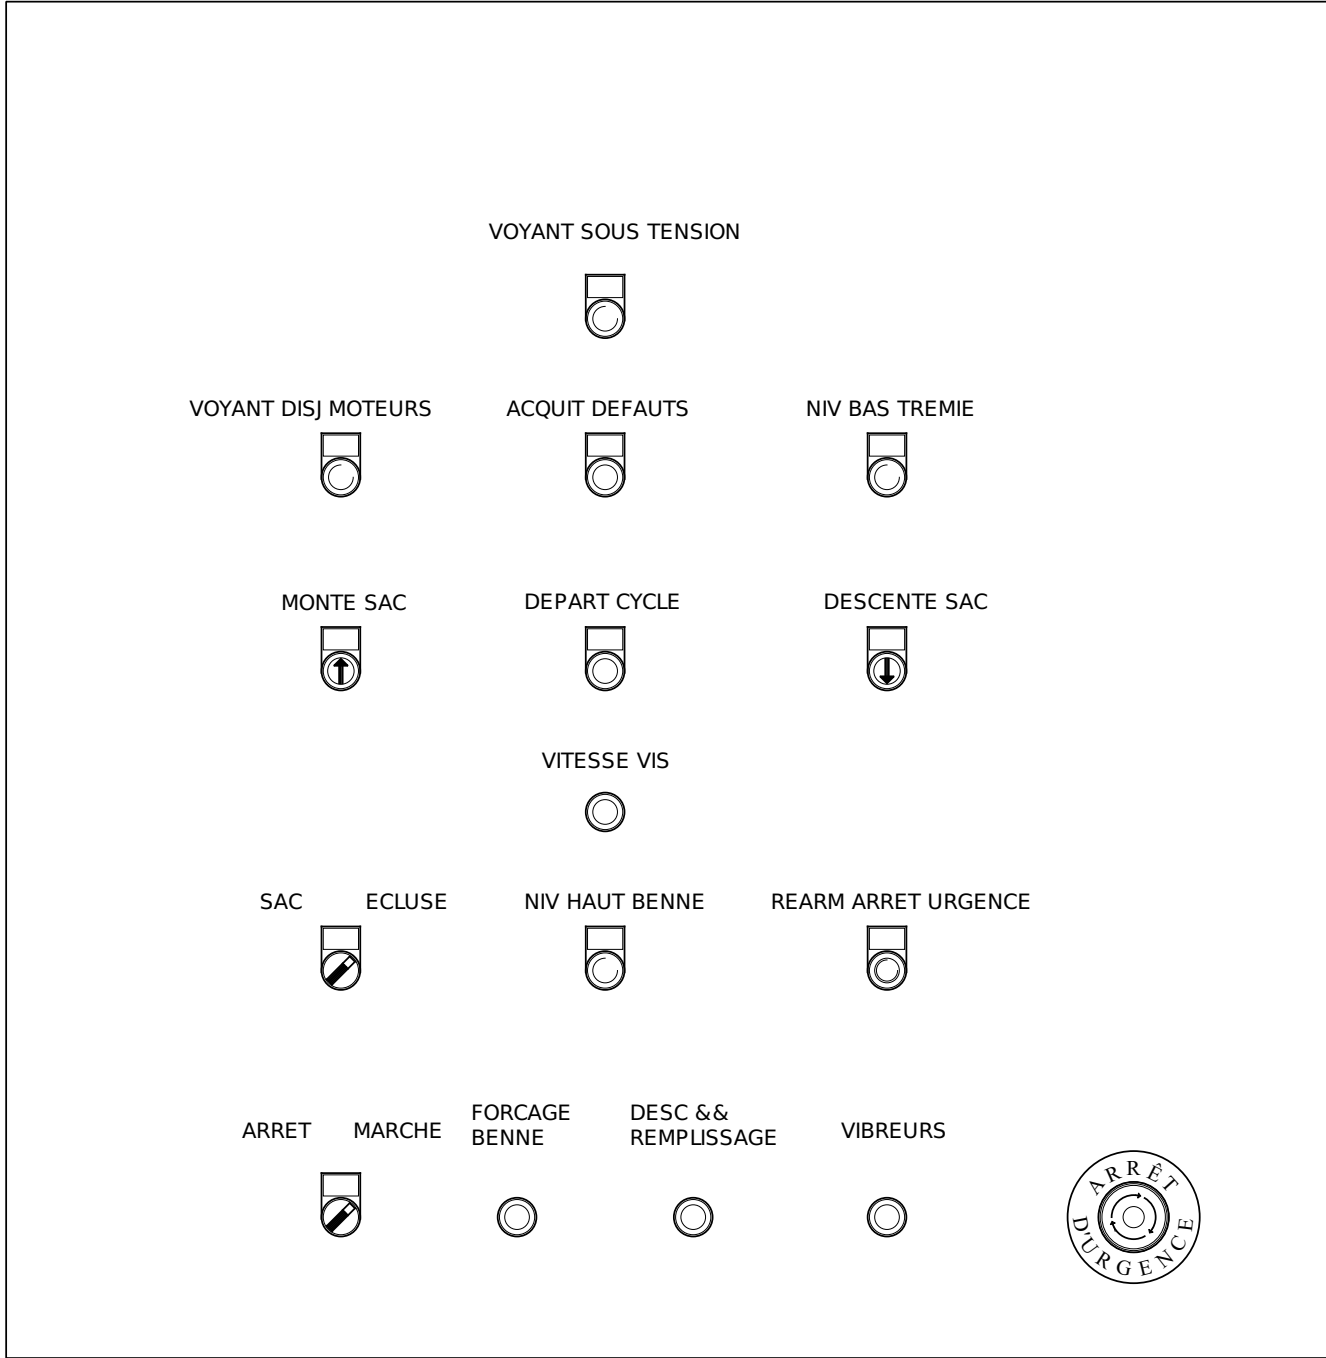 VOYANT SOUS TENSION
VOYANT DISJ MOTEURS
ACQUIT DEFAUTS
NIV BAS TREMIE
MONTE SAC
DEPART CYCLE
DESCENTE SAC
VITESSE VIS
SAC
ECLUSE
NIV HAUT BENNE
REARM ARRET URGENCE
ARRET
MARCHE
FORCAGE
BENNE
DESC &&
REMPLISSAGE
VIBREURS
ARRÊT
D'URGENCE